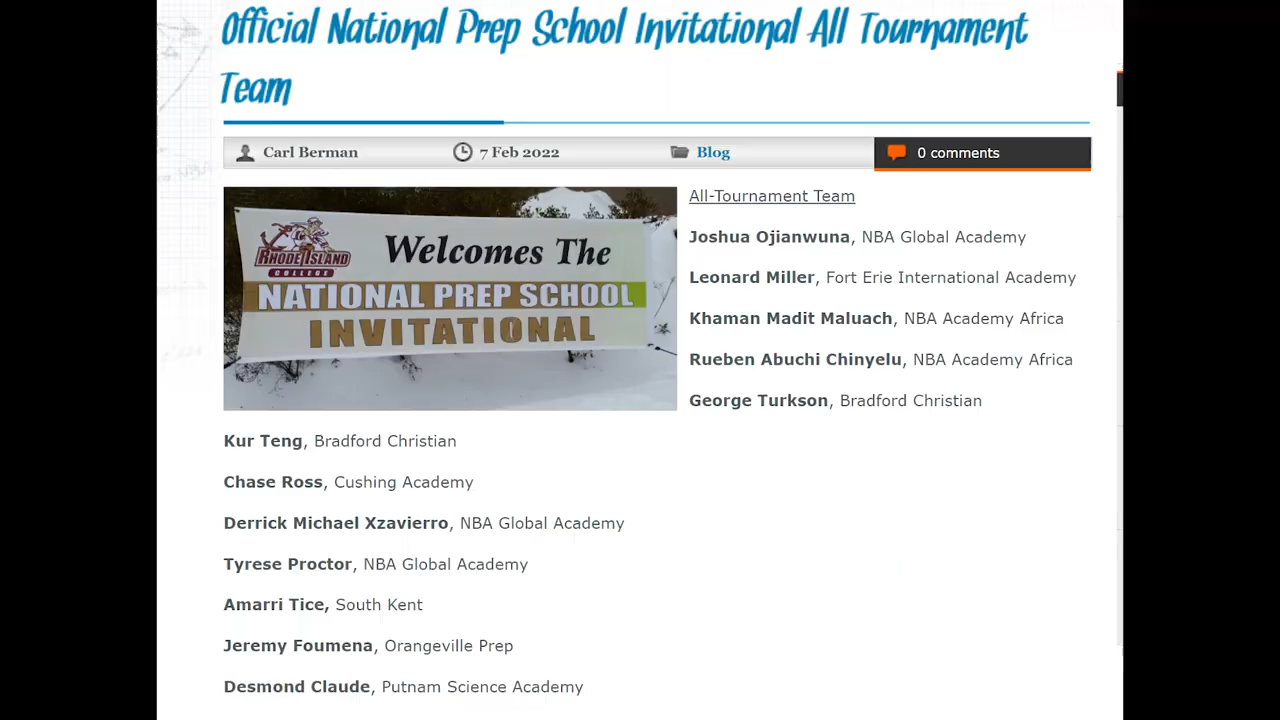 Official National Prep School Invitational All Tournament
Team
Carl Berman
7 Feb 2022
Blog
0 comments
RHODE ISLAND
COLLEGE
Welcomes The
NATIONAL PREP SCHOOL
INVITATIONAL
All-Tournament Team
Joshua Ojianwuna, NBA Global Academy
Leonard Miller, Fort Erie International Academy
Khaman Madit Maluach, NBA Academy Africa
Rueben Abuchi Chinyelu, NBA Academy Africa
George Turkson, Bradford Christian
Kur Teng, Bradford Christian
Chase Ross, Cushing Academy
Derrick Michael Xzavierro, NBA Global Academy
Tyrese Proctor, NBA Global Academy
Amarri Tice, South Kent
Jeremy Foumena, Orangeville Prep
Desmond Claude, Putnam Science Academy